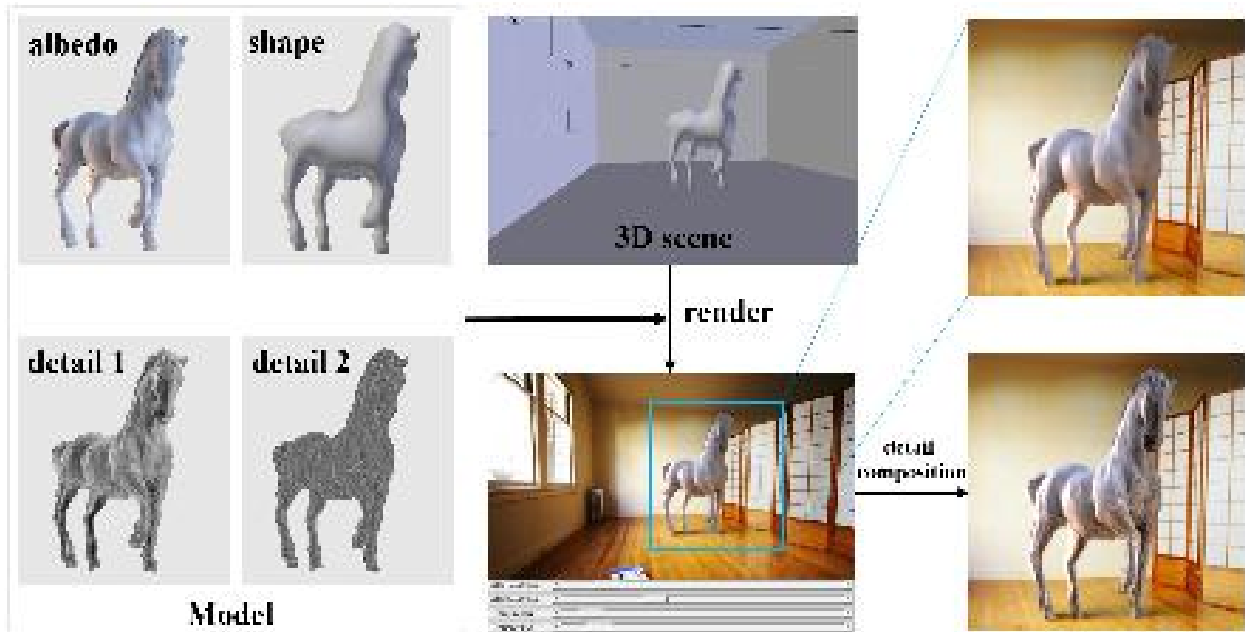 albedo
shape
3D scene
render
detail 1
detail 2
detail
composition
Model